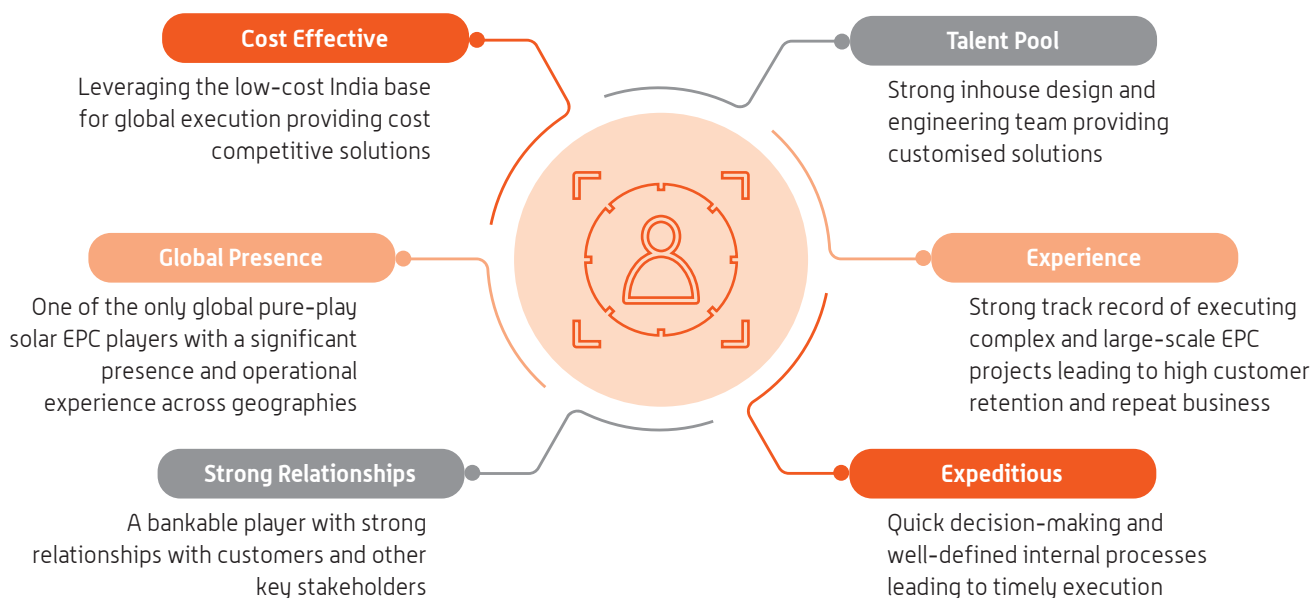 Cost Effective
Leveraging the low-cost India base
for global execution providing cost
competitive solutions
Talent Pool
Strong inhouse design and
engineering team providing
customised solutions
Global Presence
One of the only global pure-play
solar EPC players with a significant
presence and operational
experience across geographies
Experience
Strong track record of executing
complex and large-scale EPC
projects leading to high customer
retention and repeat business
Strong Relationships
A bankable player with strong
relationships with customers and other
key stakeholders
Expeditious
Quick decision-making and
well-defined internal processes
leading to timely execution